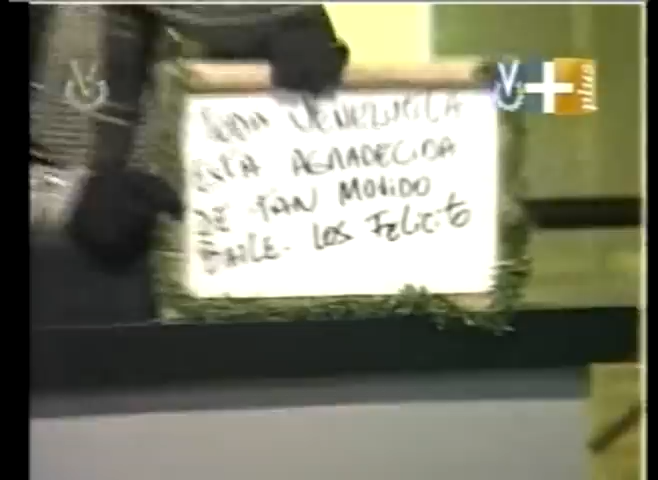 TODA VENEZUELA
ESTA AGRADECIDA
DE TAN MOVIDO
BAILE. LOS FELICITO
V+
plus